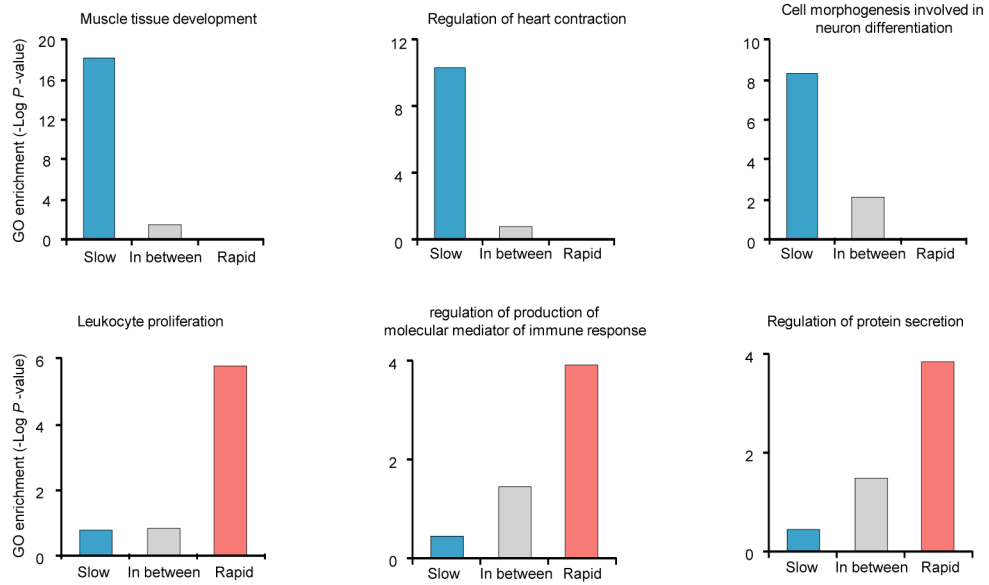 Muscle tissue development
GO enrichment (-Log P -value)
20
16
12
8
4
0
Slow In between Rapid
Regulation of heart contraction
12
8
4
0
Slow In between Rapid
Cell morphogenesis involved in
neuron differentiation
10
8
6
4
2
0
Slow In between Rapid
Leukocyte proliferation
GO enrichment (-Log P -value)
6
4
2
0
Slow In between Rapid
regulation of production of
molecular mediator of immune response
4
2
0
Slow In between Rapid
Regulation of protein secretion
4
2
0
Slow In between Rapid